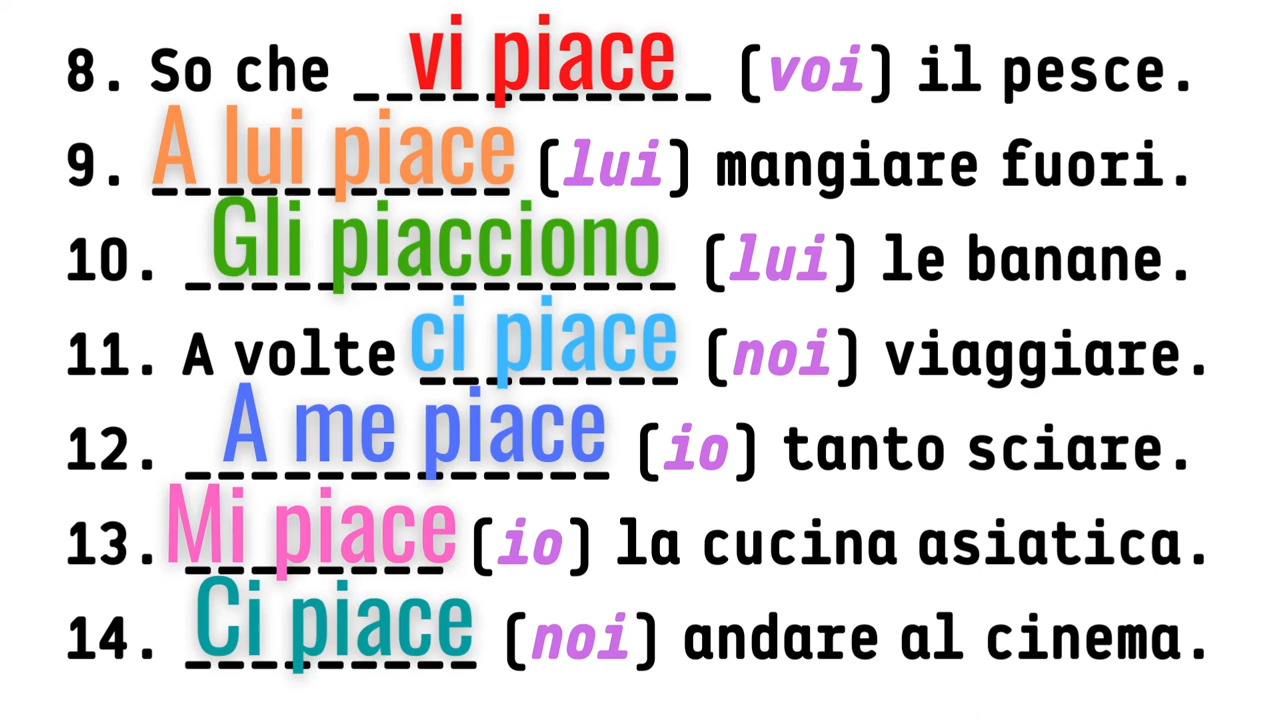 8. So che vi piace (voi) il pesce.
9. A lui piace (lui) mangiare fuori.
10. Gli piacciono (lui) le banane.
11. A volte ci piace (noi) viaggiare.
12. A me piace (io) tanto sciare.
13. Mi piace (io) la cucina asiatica.
14. Ci piace (noi) andare al cinema.